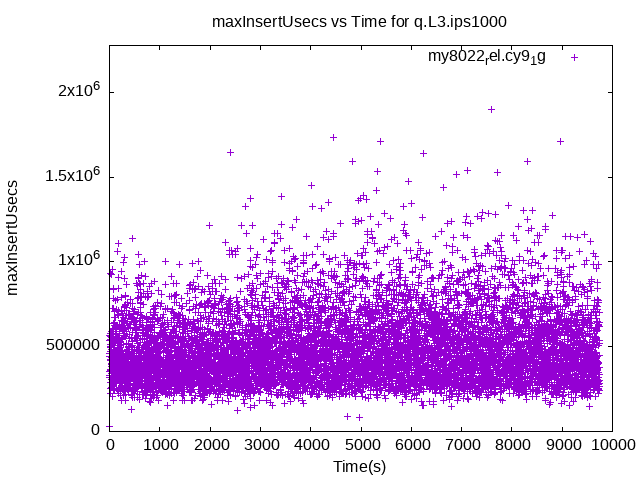 maxInsertUsecs vs Time for q.L3.ips1000
my8022rel.cy91g
2x10^6
1.5x10^6
1x10^6
500000
0
maxInsertUsecs
0 1000 2000 3000 4000 5000 6000 7000 8000 9000 10000
Time(s)